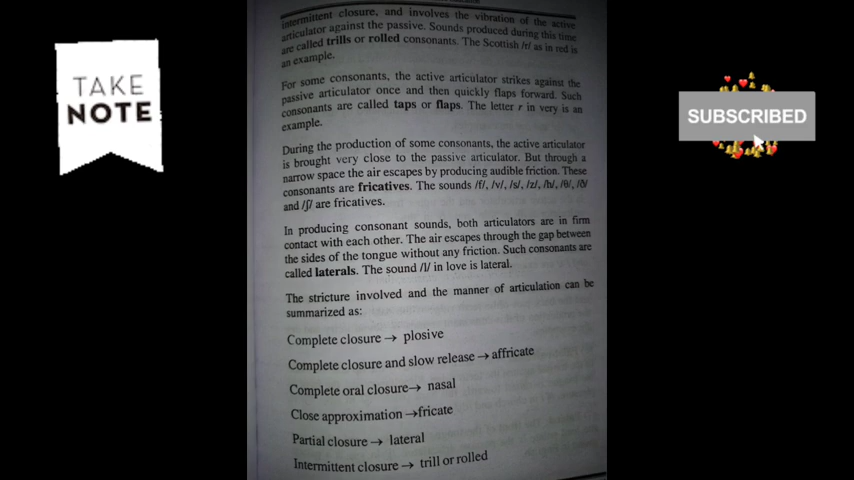 intermittent closure, and involves the vibration of the active
articulator against the passive. Sounds produced during this time
are called trills or rolled consonants. The Scottish /r/ as in red is
an example.
For some consonants, the active articulator strikes against the
passive articulator once and then quickly flaps forward. Such
consonants are called taps or flaps. The letter r in very is an
example.
During the production of some consonants, the active articulator
is brought very close to the passive articulator. But through a
narrow space the air escapes by producing audible friction. These
consonants are fricatives. The sounds /f/, /v/, /s/, /z/, /h/, /θ/, /ð/
and /ʃ/ are fricatives.
In producing consonant sounds, both articulators are in firm
contact with each other. The air escapes through the gap between
the sides of the tongue without any friction. Such consonants are
called laterals. The sound /l/ in love is lateral.
The stricture involved and the manner of articulation can be
summarized as:
Complete closure → plosive
Complete closure and slow release → affricate
Complete oral closure→ nasal
Close approximation →fricate
Partial closure → lateral
Intermittent closure → trill or rolled
TAKE
NOTE
SUBSCRIBED